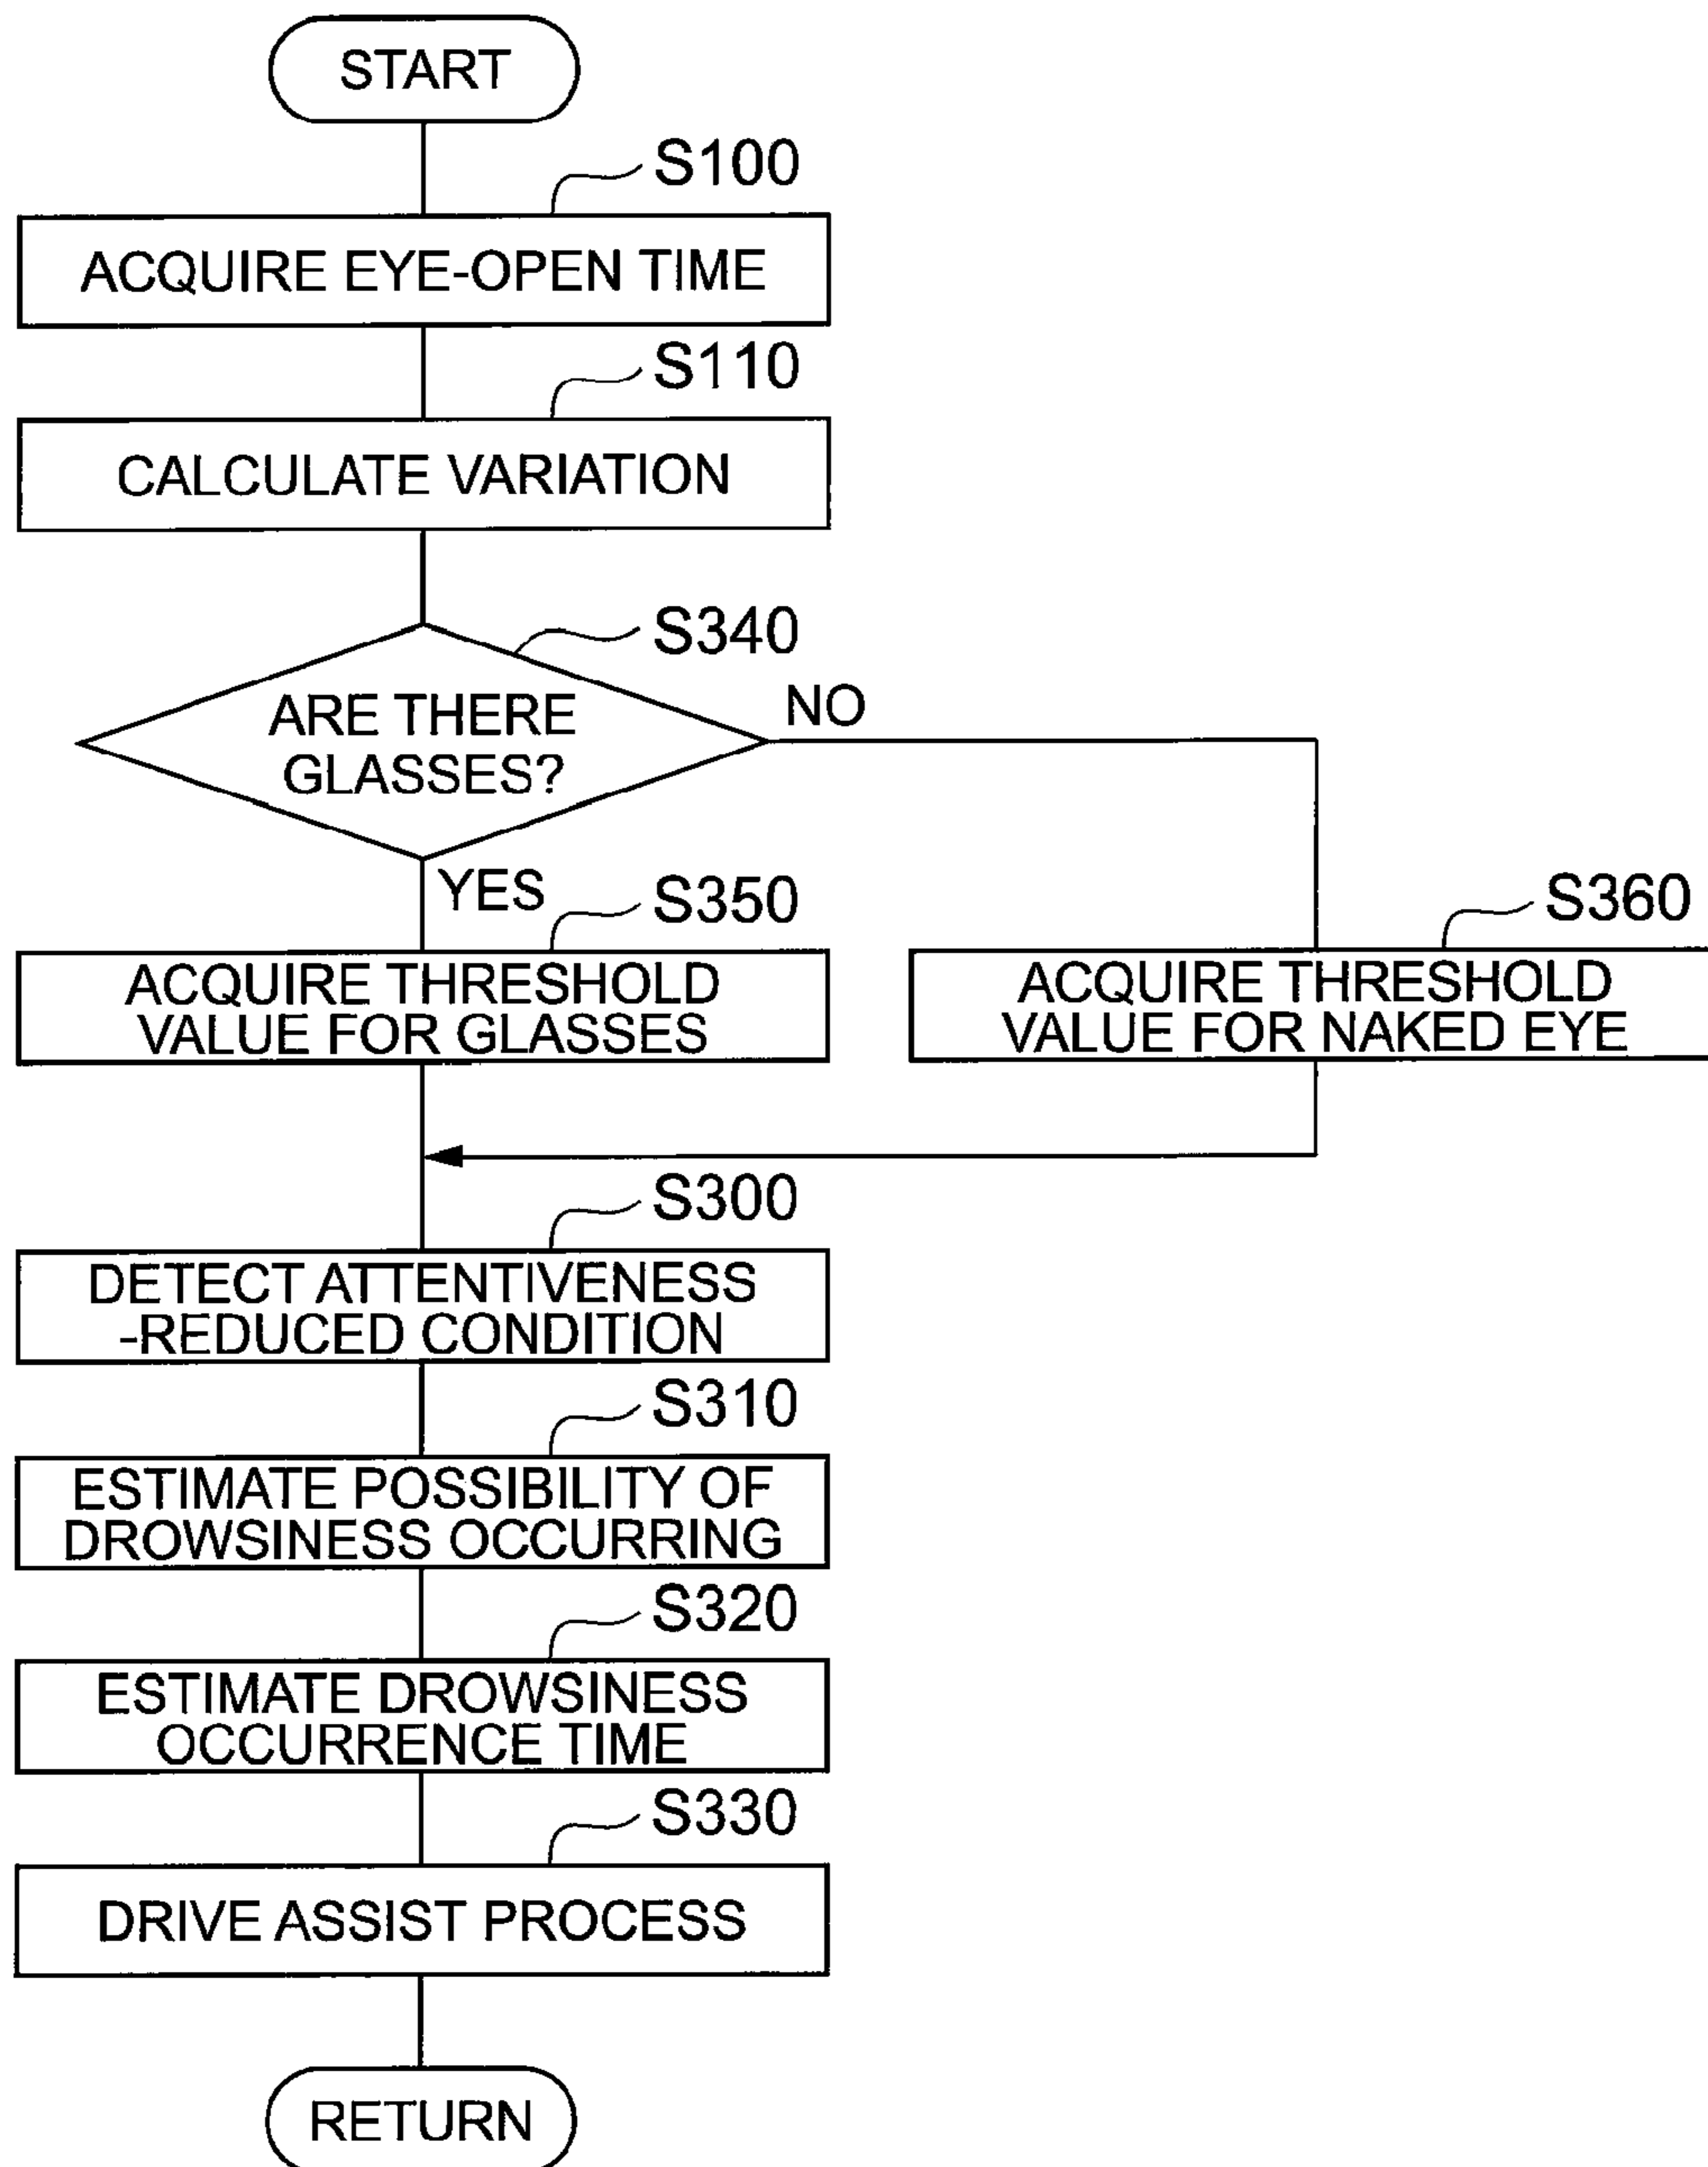 START
S100
ACQUIRE EYE-OPEN TIME
S110
CALCULATE VARIATION
S340
ARE THERE
GLASSES?
NO
YES
S350
ACQUIRE THRESHOLD
VALUE FOR GLASSES
S360
ACQUIRE THRESHOLD
VALUE FOR NAKED EYE
S300
DETECT ATTENTIVENESS
-REDUCED CONDITION
S310
ESTIMATE POSSIBILITY OF
DROWSINESS OCCURRING
S320
ESTIMATE DROWSINESS
OCCURRENCE TIME
S330
DRIVE ASSIST PROCESS
RETURN